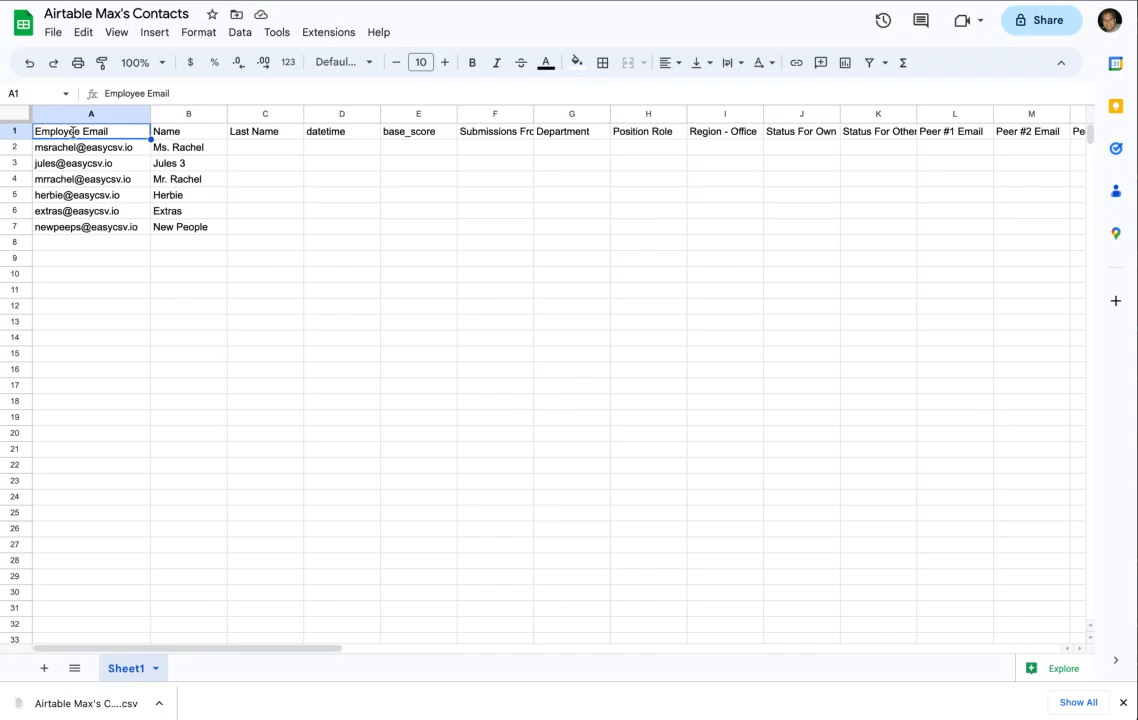 Airtable Max's Contacts
File Edit View Insert Format Data Tools Extensions Help
Share
100% $ % .0 .00 123 Defaul... − 10 + B I S A Σ
31
A1 fx Employee Email
A B C D E F G H I J K L M
1 Employee Email Name Last Name datetime base_score Submissions Frc Department Position Role Region - Office Status For Own Status For Other Peer #1 Email Peer #2 Email Pe
2 msrachel@easycsv.io Ms. Rachel
3 jules@easycsv.io Jules 3
4 mrrachel@easycsv.io Mr. Rachel
5 herbie@easycsv.io Herbie
6 extras@easycsv.io Extras
7 newpeeps@easycsv.io New People
8
9
10
11
12
13
14
15
16
17
18
19
20
21
22
23
24
25
26
27
28
29
30
31
32
33
Sheet1
Explore
Airtable Max's C....csv
Show All